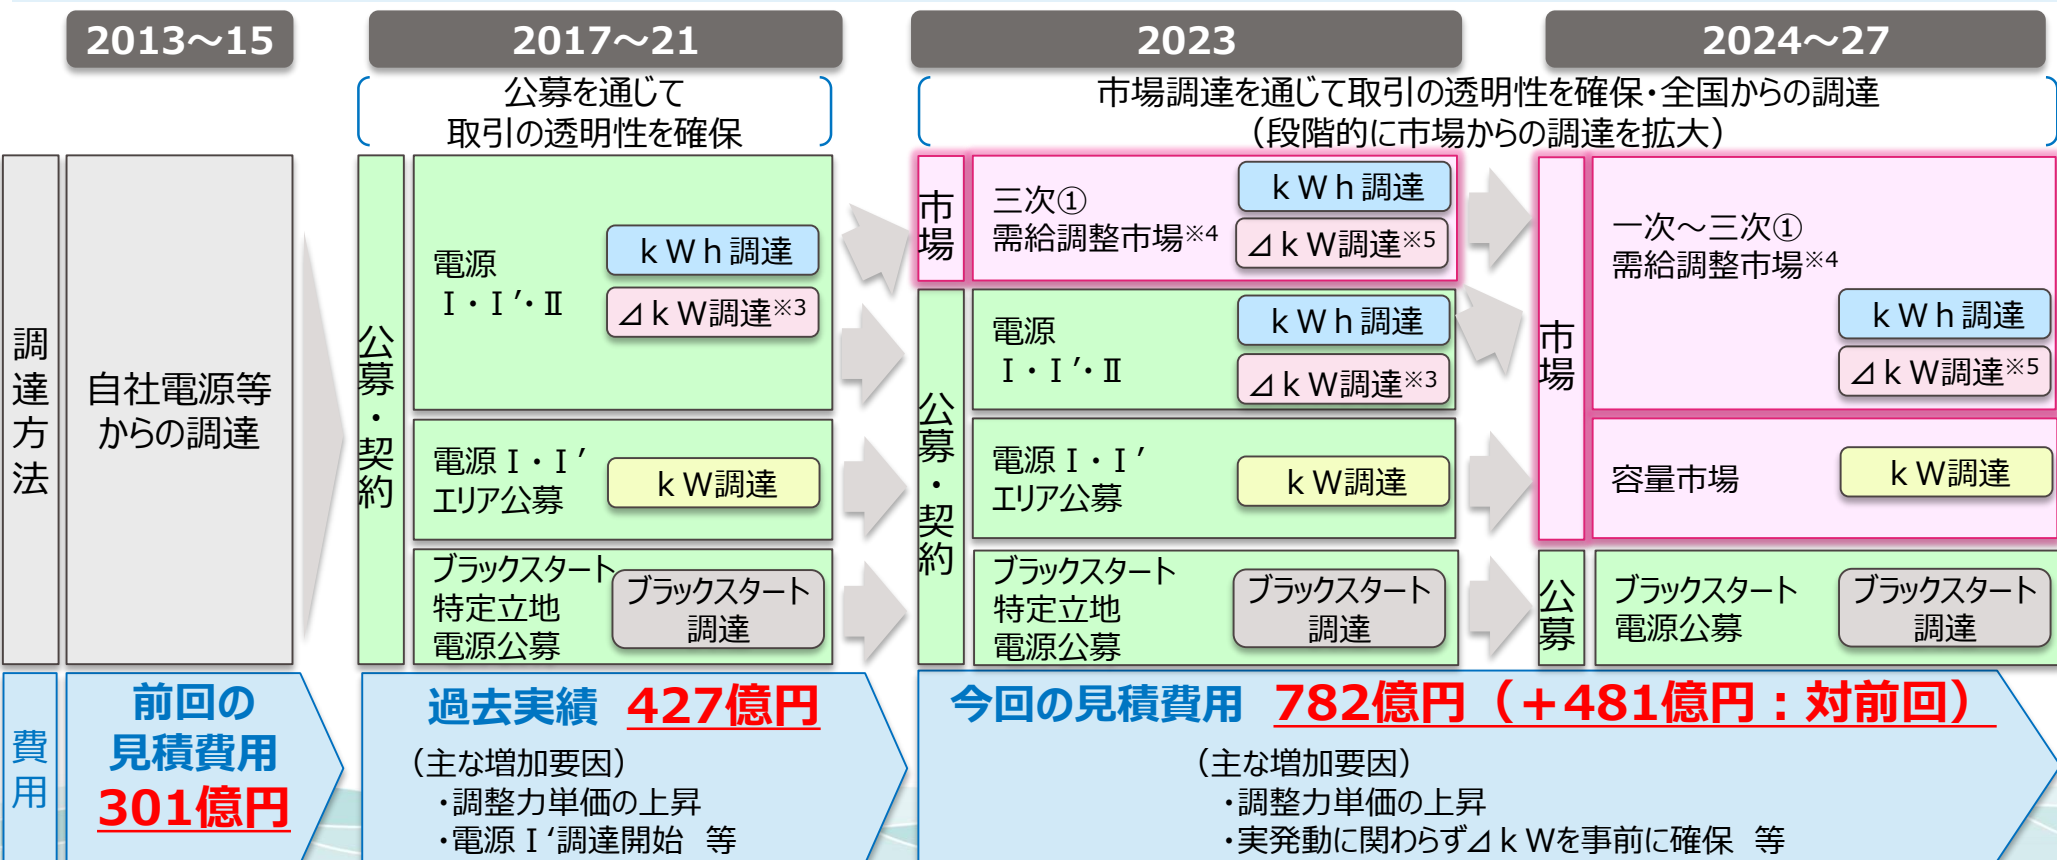 2013～15
2017～21
2023
2024～27
公募を通じて
取引の透明性を確保
市場調達を通じて取引の透明性を確保・全国からの調達
（段階的に市場からの調達を拡大）
調達方法
自社電源等
からの調達
公募・契約
電源
Ⅰ・Ⅰ’・Ⅱ
ｋＷｈ調達
⊿ｋＷ調達※3
電源Ⅰ・Ⅰ’
エリア公募
ｋＷ調達
ブラックスタート
特定立地
電源公募
ブラックスタート
調達
市場
三次①
需給調整市場※4
ｋＷｈ調達
⊿ｋＷ調達※5
公募・契約
電源
Ⅰ・Ⅰ’・Ⅱ
ｋＷｈ調達
⊿ｋＷ調達※3
電源Ⅰ・Ⅰ’
エリア公募
ｋＷ調達
ブラックスタート
特定立地
電源公募
ブラックスタート
調達
市場
一次～三次①
需給調整市場※4
ｋＷｈ調達
⊿ｋＷ調達※5
容量市場
ｋＷ調達
公募
ブラックスタート
電源公募
ブラックスタート
調達
費用
前回の
見積費用
301億円
過去実績 427億円
（主な増加要因）
・調整力単価の上昇
・電源Ⅰ‘調達開始 等
今回の見積費用 782億円（+481億円：対前回）
（主な増加要因）
・調整力単価の上昇
・実発動に関わらず⊿ｋＷを事前に確保 等